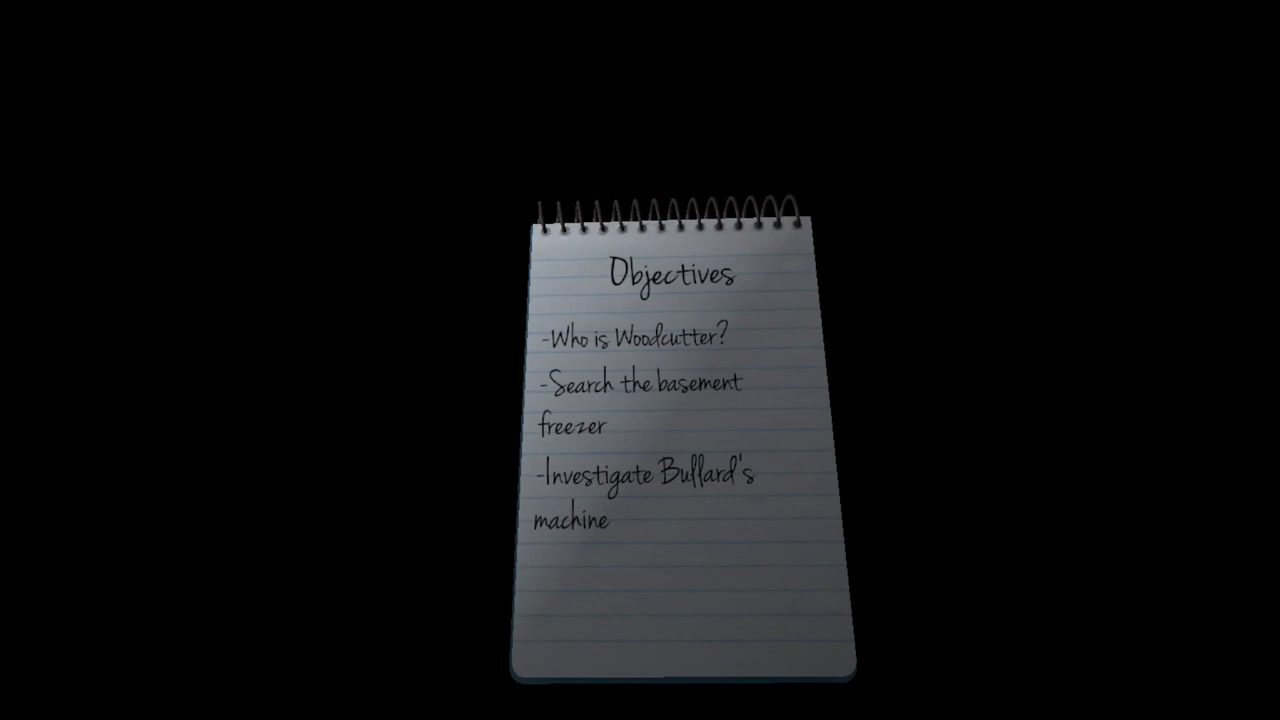 Objectives
-Who is Woodcutter?
-Search the basement
freezer
-Investigate Bullard's
machine